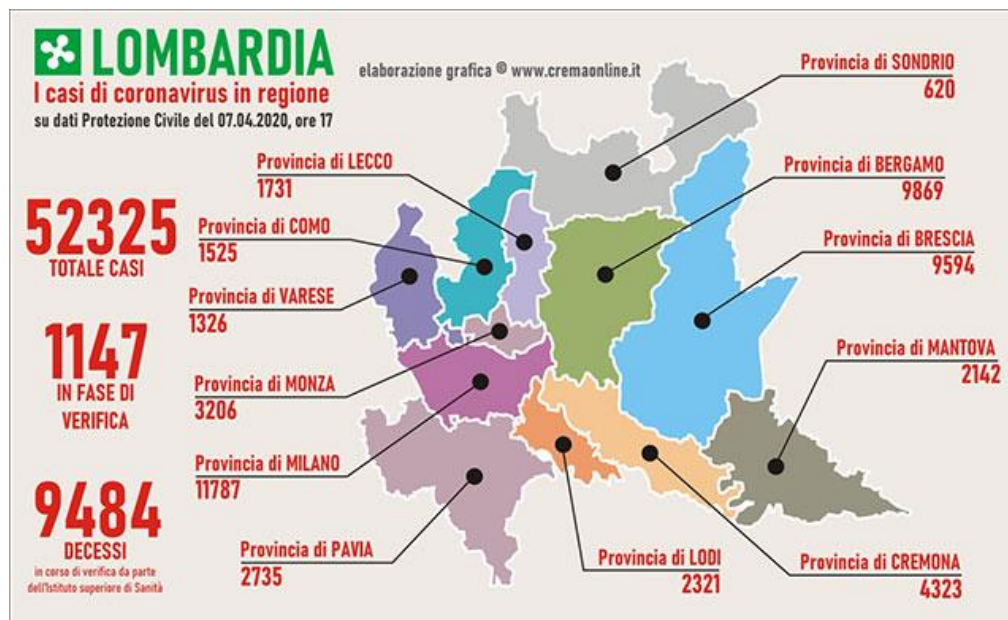 LOMBARDIA
I casi di coronavirus in regione
su dati Protezione Civile del 07.04.2020, ore 17
elaborazione grafica © www.cremaonline.it
52325
TOTALE CASI
1147
IN FASE DI
VERIFICA
9484
DECESSI
in corso di verifica da parte
dell'Istituto superiore di Sanità
Provincia di LECCO
1731
Provincia di COMO
1525
Provincia di VARESE
1326
Provincia di MONZA
3206
Provincia di MILANO
11787
Provincia di PAVIA
2735
Provincia di SONDRIO
620
Provincia di BERGAMO
9869
Provincia di BRESCIA
9594
Provincia di MANTOVA
2142
Provincia di LODI
2321
Provincia di CREMONA
4323